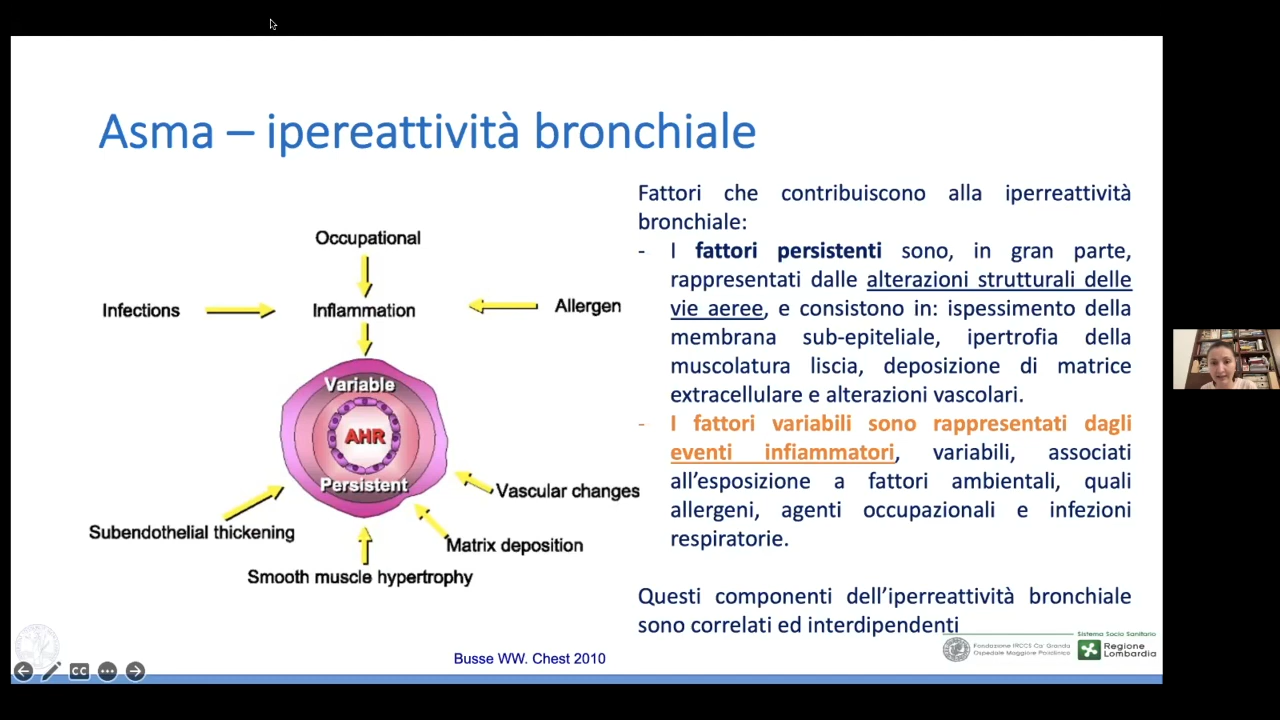 Asma – ipereattività bronchiale
Occupational
Infections
Inflammation
Allergen
Variable
AHR
Persistent
Vascular changes
Subendothelial thickening
Matrix deposition
Smooth muscle hypertrophy
Fattori che contribuiscono alla iperreattività
bronchiale:
- I fattori persistenti sono, in gran parte,
rappresentati dalle alterazioni strutturali delle
vie aeree, e consistono in: ispessimento della
membrana sub-epiteliale, ipertrofia della
muscolatura liscia, deposizione di matrice
extracellulare e alterazioni vascolari.
- I fattori variabili sono rappresentati dagli
eventi infiammatori, variabili, associati
all’esposizione a fattori ambientali, quali
allergeni, agenti occupazionali e infezioni
respiratorie.
Questi componenti dell’iperreattività bronchiale
sono correlati ed interdipendenti
Busse WW. Chest 2010
Fondazione IRCCS Ca' Granda
Ospedale Maggiore Policlinico
Sistema Socio Sanitario
Regione
Lombardia
CC